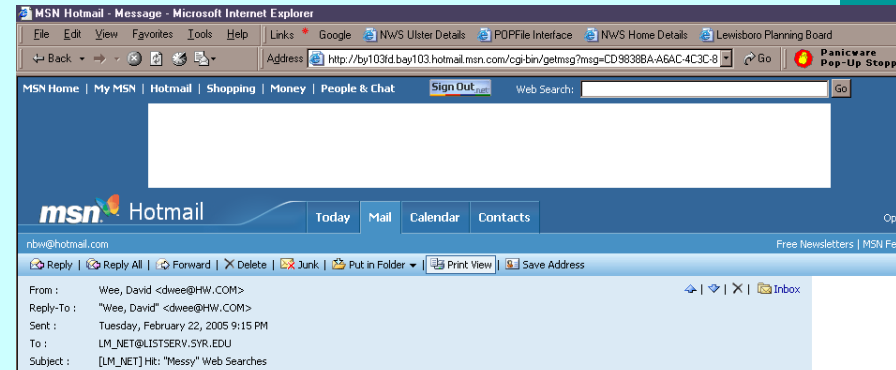 MSN Hotmail - Message - Microsoft Internet Explorer
File Edit View Favorites Tools Help Links Google NWS Ulster Details POPFile Interface NWS Home Details Lewisboro Planning Board
Back Address http://by103fd.bay103.hotmail.msn.com/cgi-bin/getmsg?msg=CD9838BA-A6AC-4C3C-8 Go Panicware Pop-Up Stopp
MSN Home | My MSN | Hotmail | Shopping | Money | People & Chat Sign Out .net Web Search: Go
msn Hotmail Today Mail Calendar Contacts Op
nbw@hotmail.com Free Newsletters | MSN Fe
Reply | Reply All | Forward | Delete | Junk | Put in Folder | Print View | Save Address
From : Wee, David <dwee@HW.COM> | | | Inbox
Reply-To : "Wee, David" <dwee@HW.COM>
Sent : Tuesday, February 22, 2005 9:15 PM
To : LM_NET@LISTSERV.SYR.EDU
Subject : [LM_NET] Hit: "Messy" Web Searches